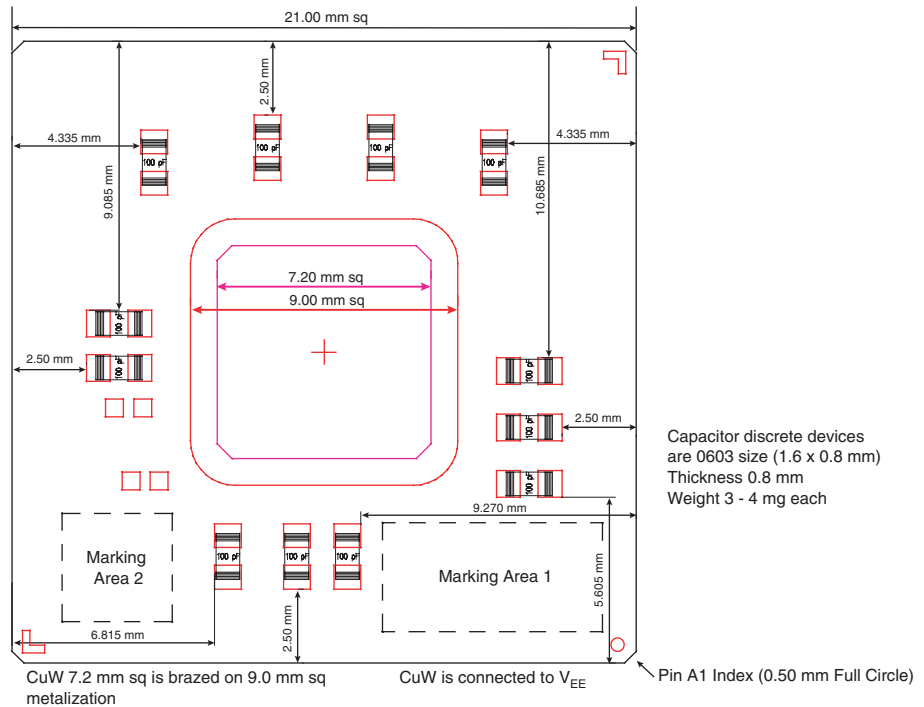 21.00 mm sq
2.50 mm
4.335 mm
4.335 mm
9.085 mm
10.685 mm
100 pF
100 pF
100 pF
100 pF
7.20 mm sq
9.00 mm sq
100 pF
100 pF
2.50 mm
100 pF
100 pF
100 pF
2.50 mm
Capacitor discrete devices
are 0603 size (1.6 x 0.8 mm)
Thickness 0.8 mm
Weight 3 - 4 mg each
9.270 mm
Marking
Area 2
100 pF
100 pF
100 pF
Marking Area 1
5.605 mm
6.815 mm
2.50 mm
CuW 7.2 mm sq is brazed on 9.0 mm sq
metalization
CuW is connected to VEE
Pin A1 Index (0.50 mm Full Circle)